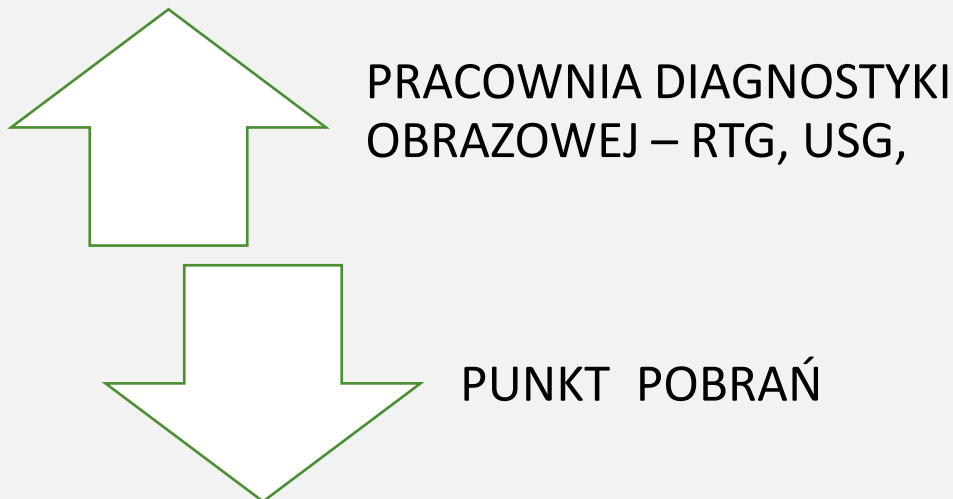 PRACOWNIA DIAGNOSTYKI
OBRAZOWEJ – RTG, USG,
PUNKT  POBRAŃ